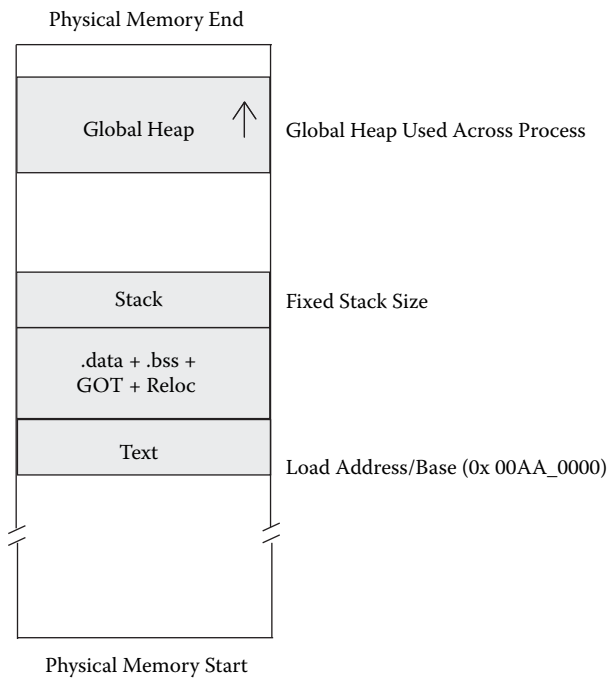 Physical Memory End
Global Heap
Global Heap Used Across Process
Stack
Fixed Stack Size
.data + .bss +
GOT + Reloc
Text
Load Address/Base (0x 00AA_0000)
Physical Memory Start